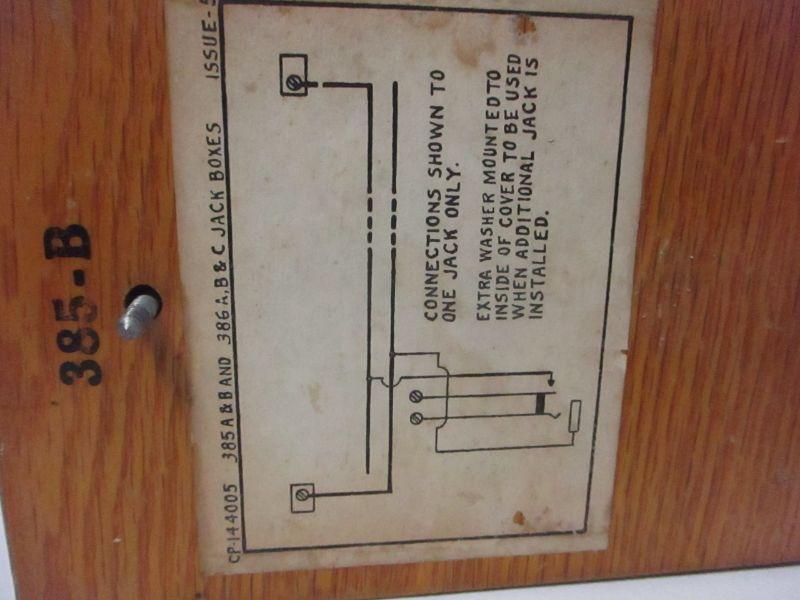 385-B
CP-144005 385A & B AND 386A, B & C JACK BOXES ISSUE-5
CONNECTIONS SHOWN TO
ONE JACK ONLY.
EXTRA WASHER MOUNTED TO
INSIDE OF COVER TO BE USED
WHEN ADDITIONAL JACK IS
INSTALLED.